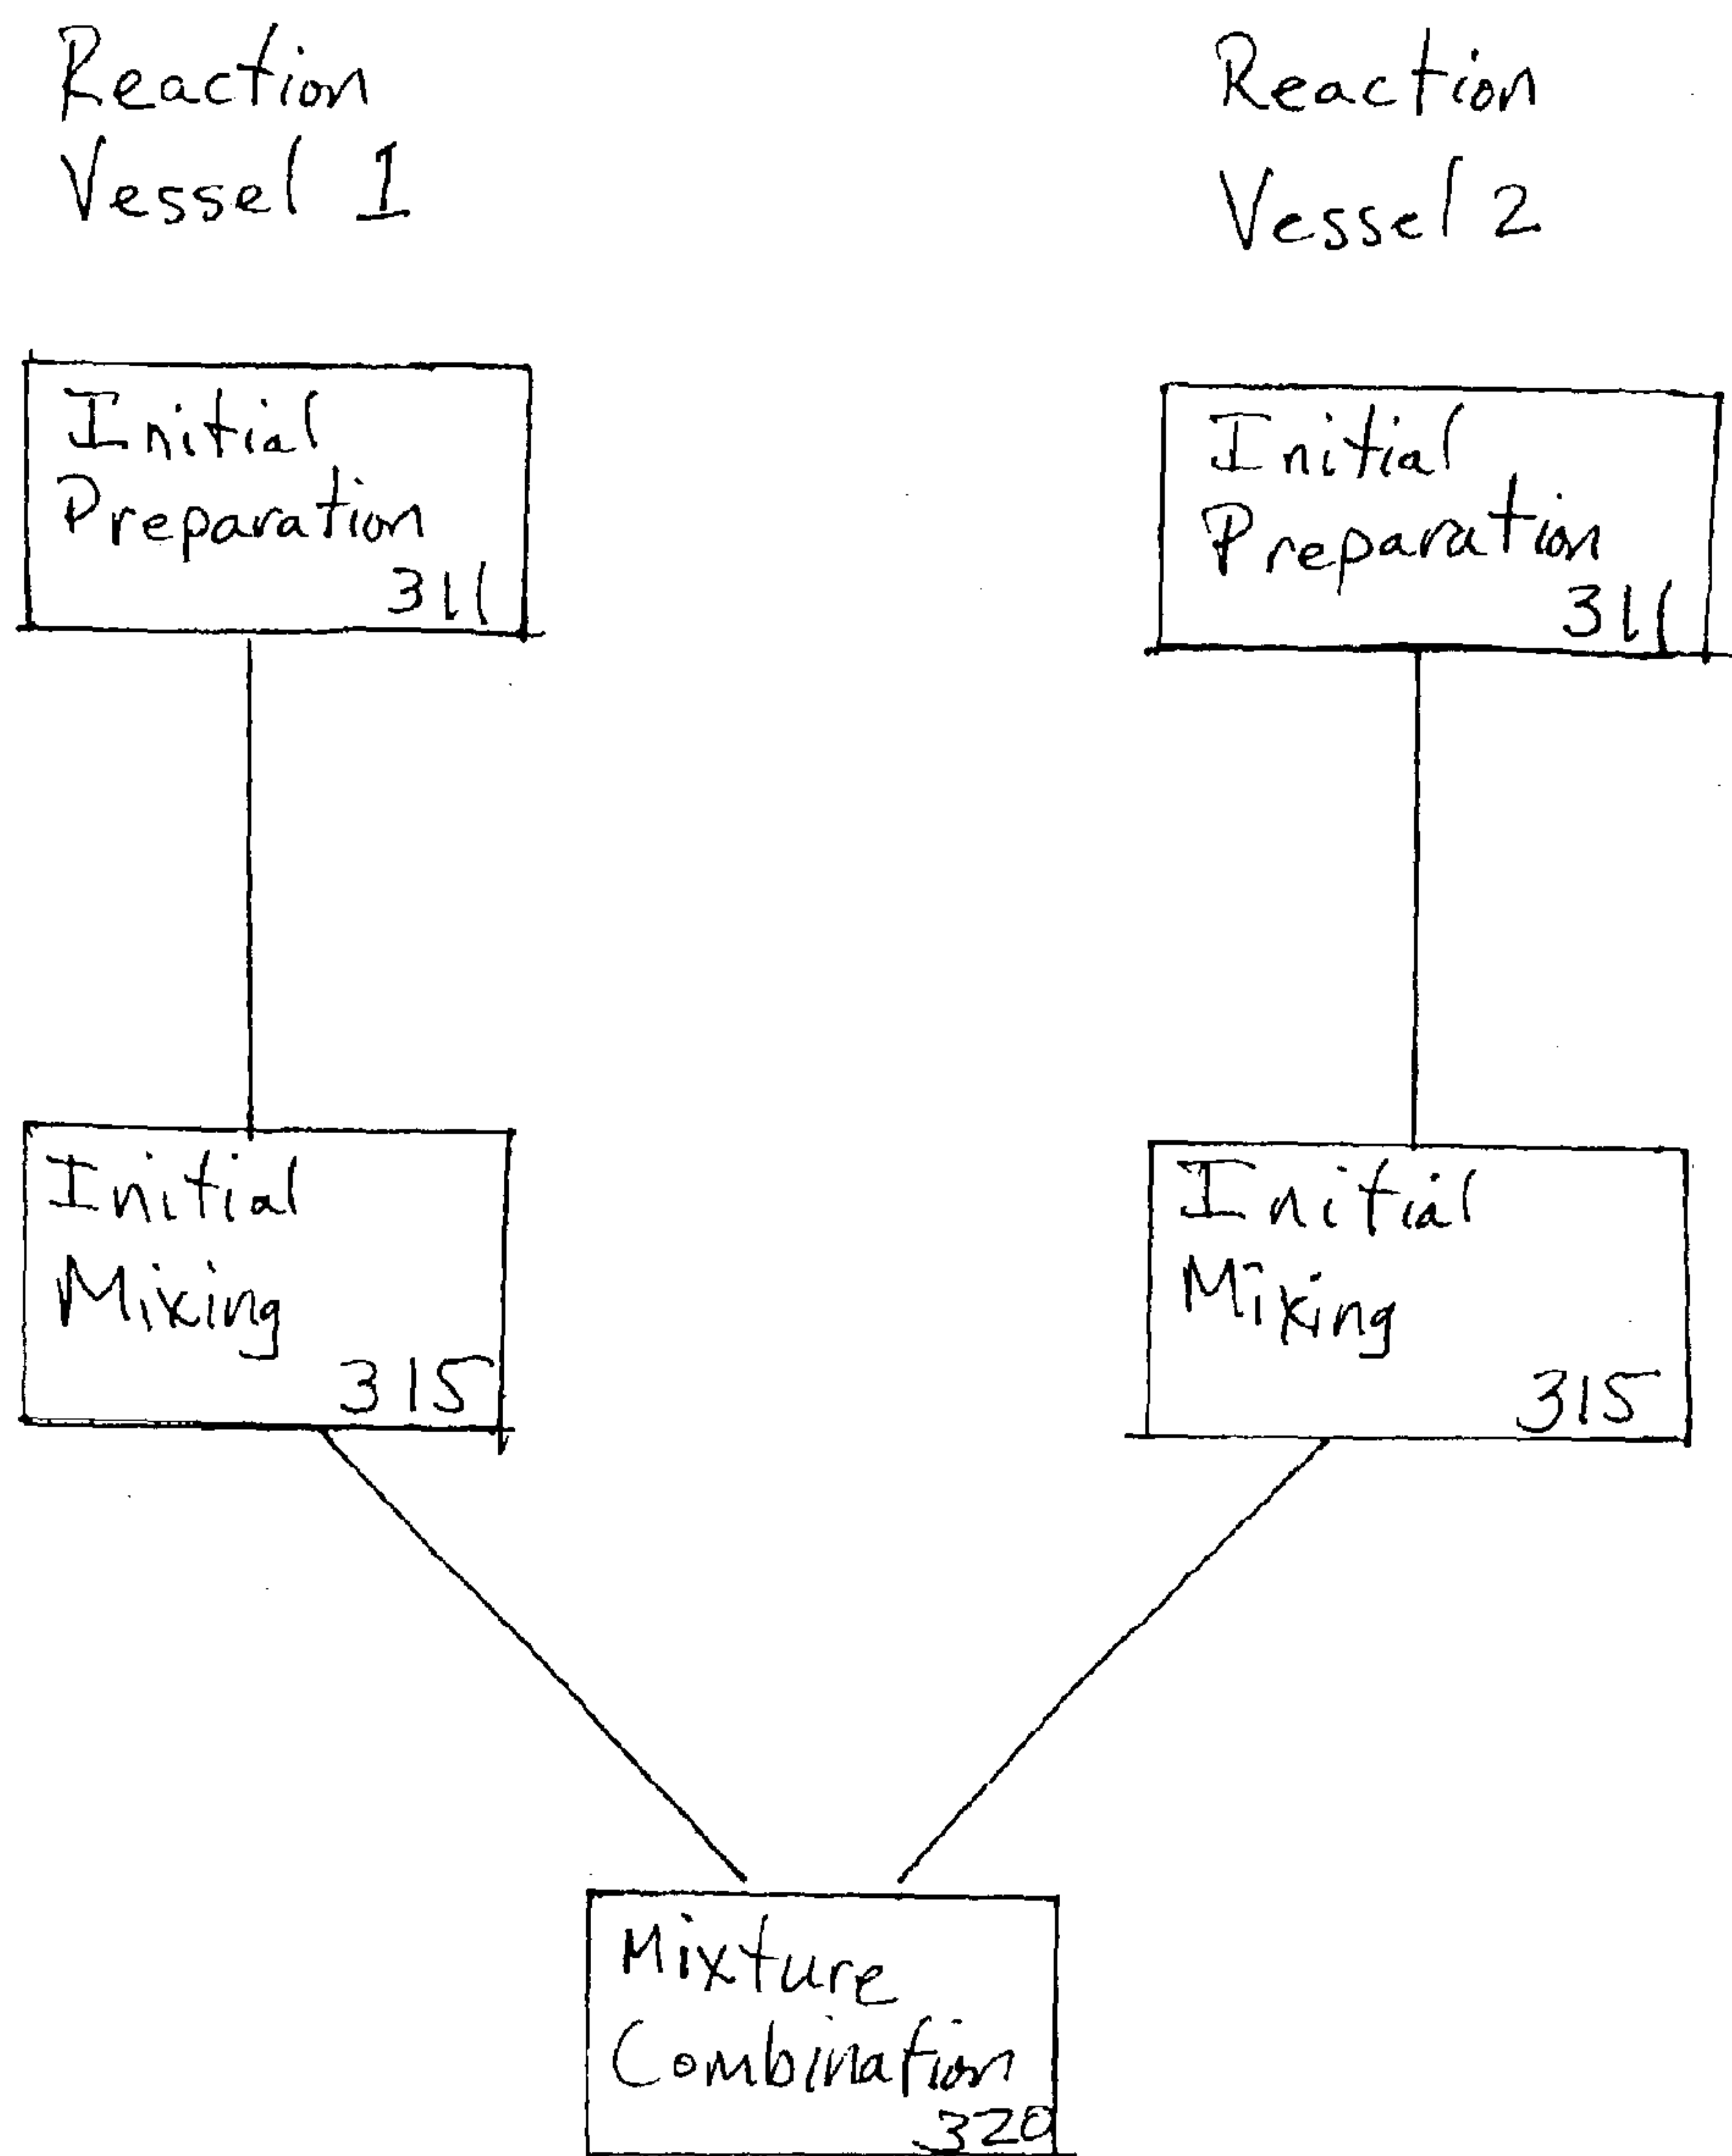 Reaction
Vessel 1
Reaction
Vessel 2
Initial
Preparation
311
Initial
Preparation
311
Initial
Mixing
315
Initial
Mixing
315
Mixture
Combination
320